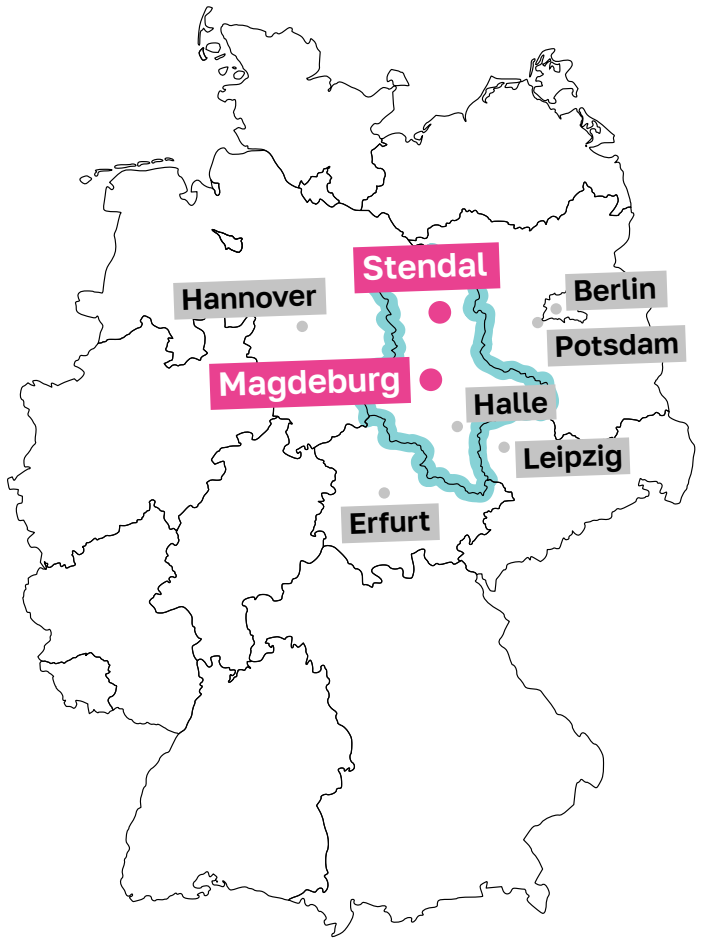 Stendal
Hannover
Berlin
Potsdam
Magdeburg
Halle
Leipzig
Erfurt